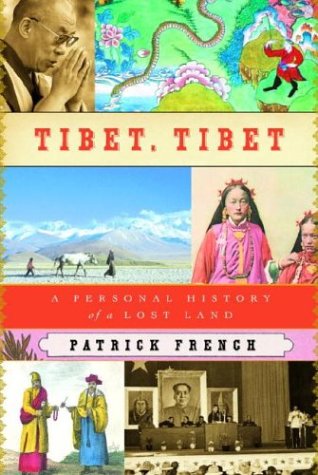 TIBET, TIBET
A PERSONAL HISTORY
of a LOST LAND
PATRICK FRENCH